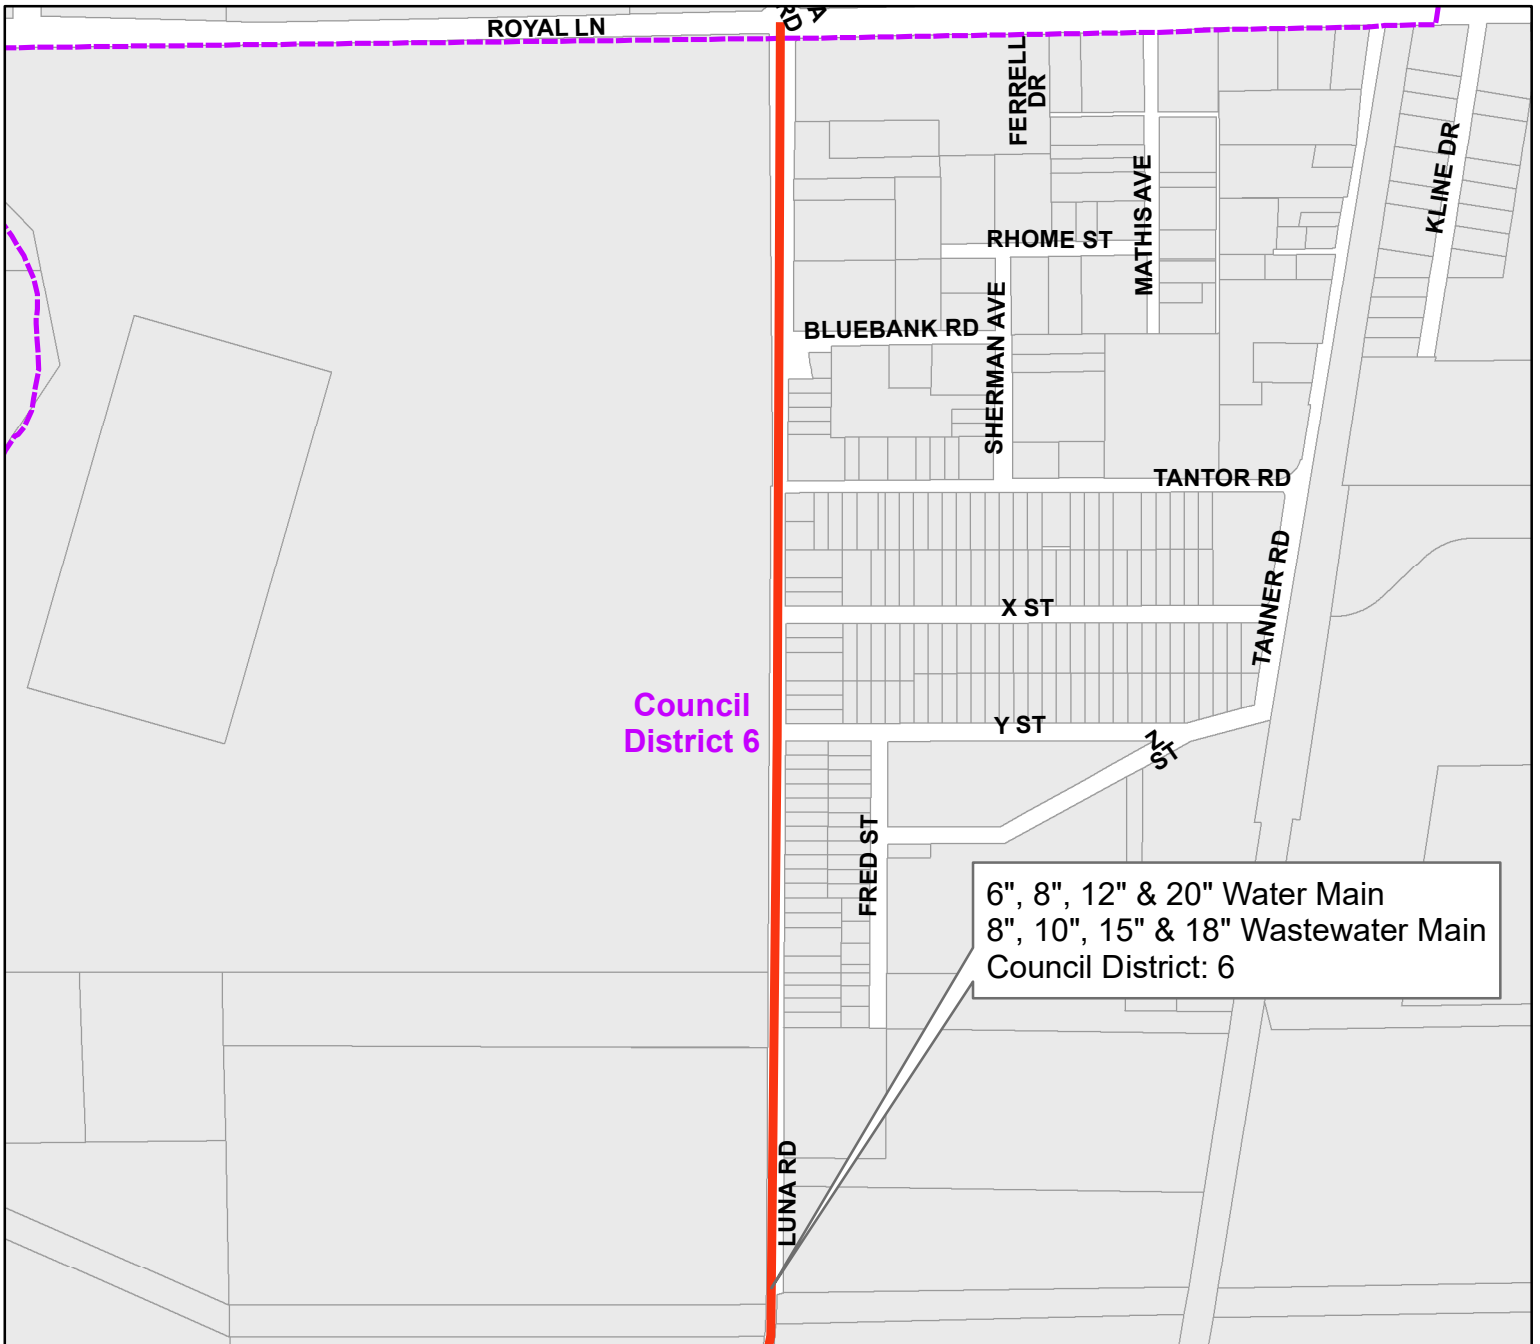 ROYAL LN
RD
A
FERRELL
DR
KLINE DR
MATHIS AVE
RHOME ST
SHERMAN AVE
BLUEBANK RD
TANTOR RD
TANNER RD
X ST
Council
District 6
Y ST
Z
ST
FRED ST
6", 8", 12" & 20" Water Main
8", 10", 15" & 18" Wastewater Main
Council District: 6
LUNA RD